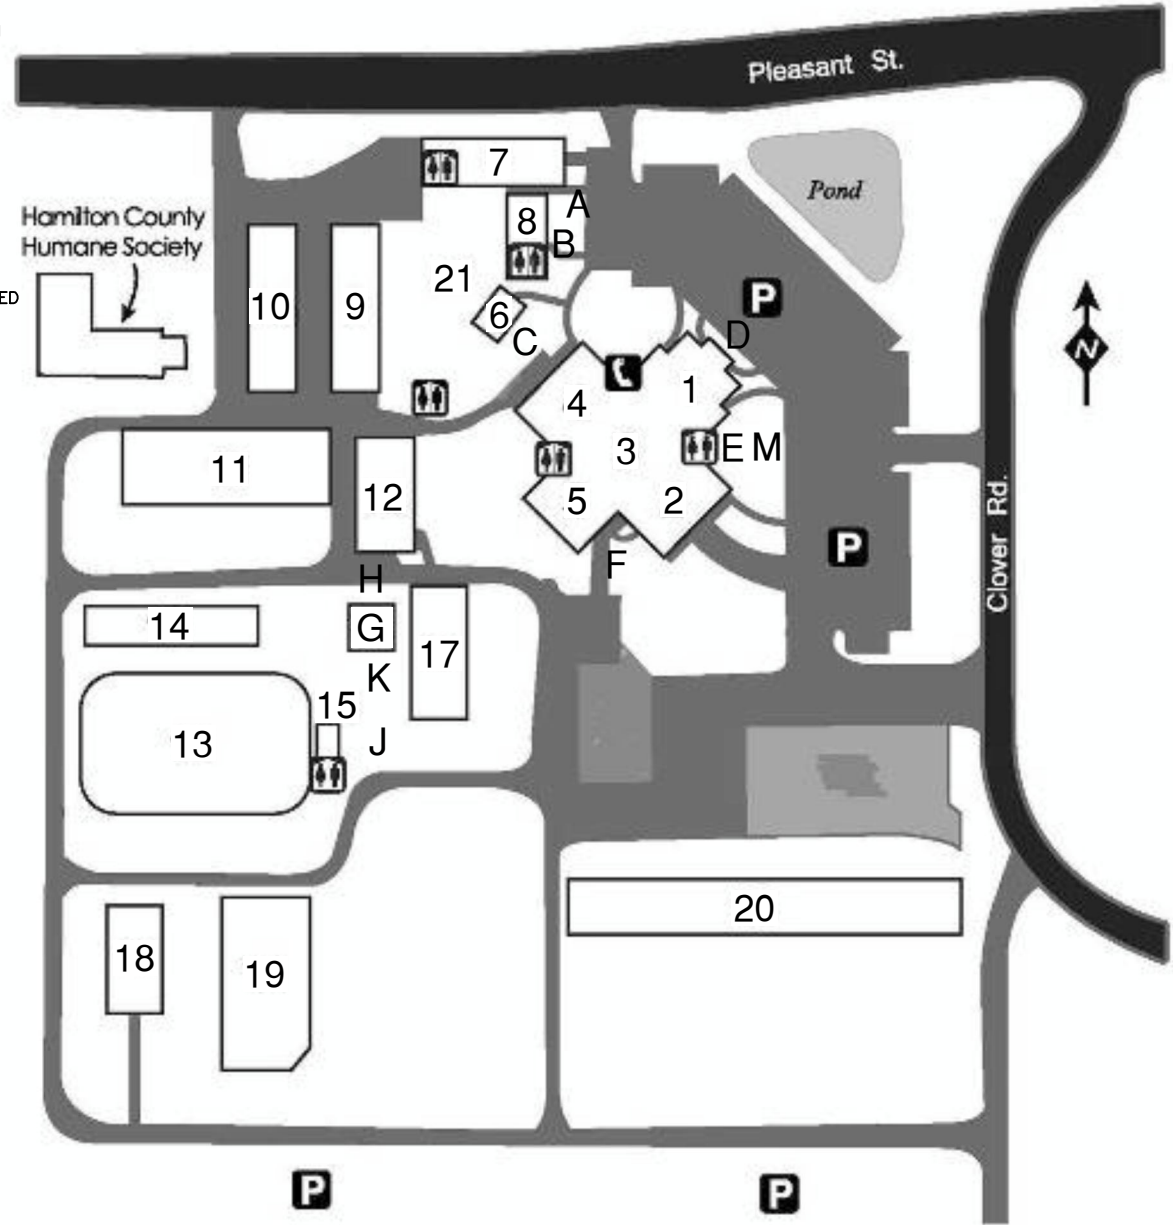 Pleasant St.
7
Pond
A
Hamilton County
Humane Society
8
B
21
ED
10
9
6
P
C
D
N
4
1
11
3
E M
12
5
2
Clover Rd.
P
F
H
14
G
17
K
15
13
J
20
18
19
P
P